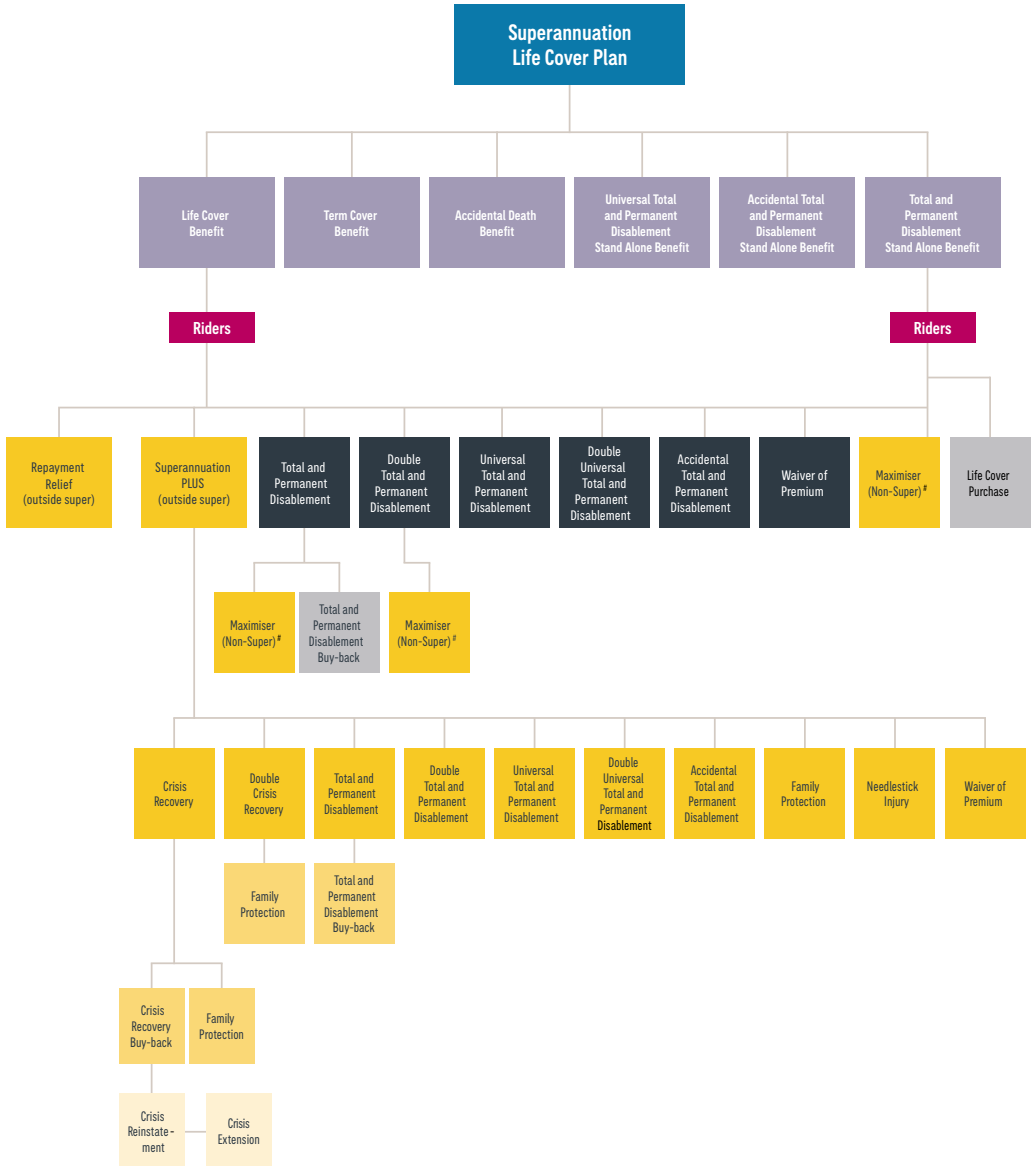 Superannuation
Life Cover Plan
Life Cover
Benefit
Term Cover
Benefit
Accidental Death
Benefit
Universal Total
and Permanent
Disablement
Stand Alone Benefit
Accidental Total
and Permanent
Disablement
Stand Alone Benefit
Total and
Permanent
Disablement
Stand Alone Benefit
Riders
Riders
Repayment
Relief
(outside super)
Superannuation
PLUS
(outside super)
Total and
Permanent
Disablement
Double
Total and
Permanent
Disablement
Universal
Total and
Permanent
Disablement
Double
Universal
Total and
Permanent
Disablement
Accidental
Total and
Permanent
Disablement
Waiver of
Premium
Maximiser
(Non-Super)#
Life Cover
Purchase
Maximiser
(Non-Super)#
Total and
Permanent
Disablement
Buy-back
Maximiser
(Non-Super)#
Crisis
Recovery
Double
Crisis
Recovery
Total and
Permanent
Disablement
Double
Total and
Permanent
Disablement
Universal
Total and
Permanent
Disablement
Double
Universal
Total and
Permanent
Disablement
Accidental
Total and
Permanent
Disablement
Family
Protection
Needlestick
Injury
Waiver of
Premium
Family
Protection
Total and
Permanent
Disablement
Buy-back
Crisis
Recovery
Buy-back
Family
Protection
Crisis
Reinstate-
ment
Crisis
Extension